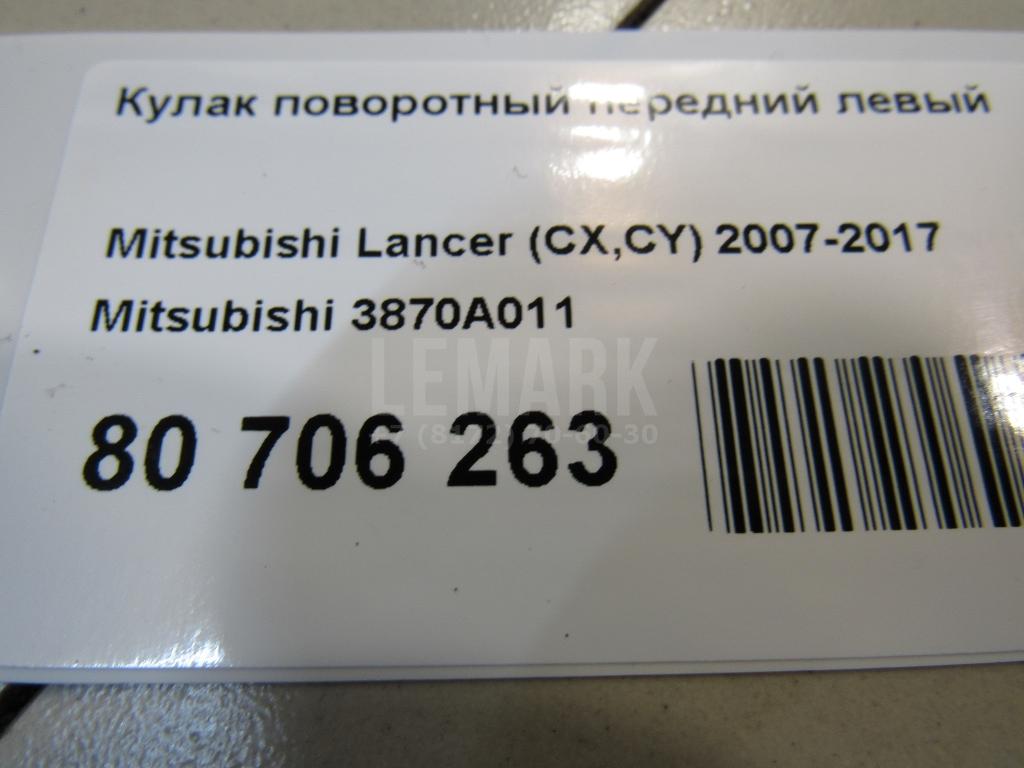 Кулак поворотный передний левый
Mitsubishi Lancer (CX,CY) 2007-2017
Mitsubishi 3870A011
LEMARK
80 706 263